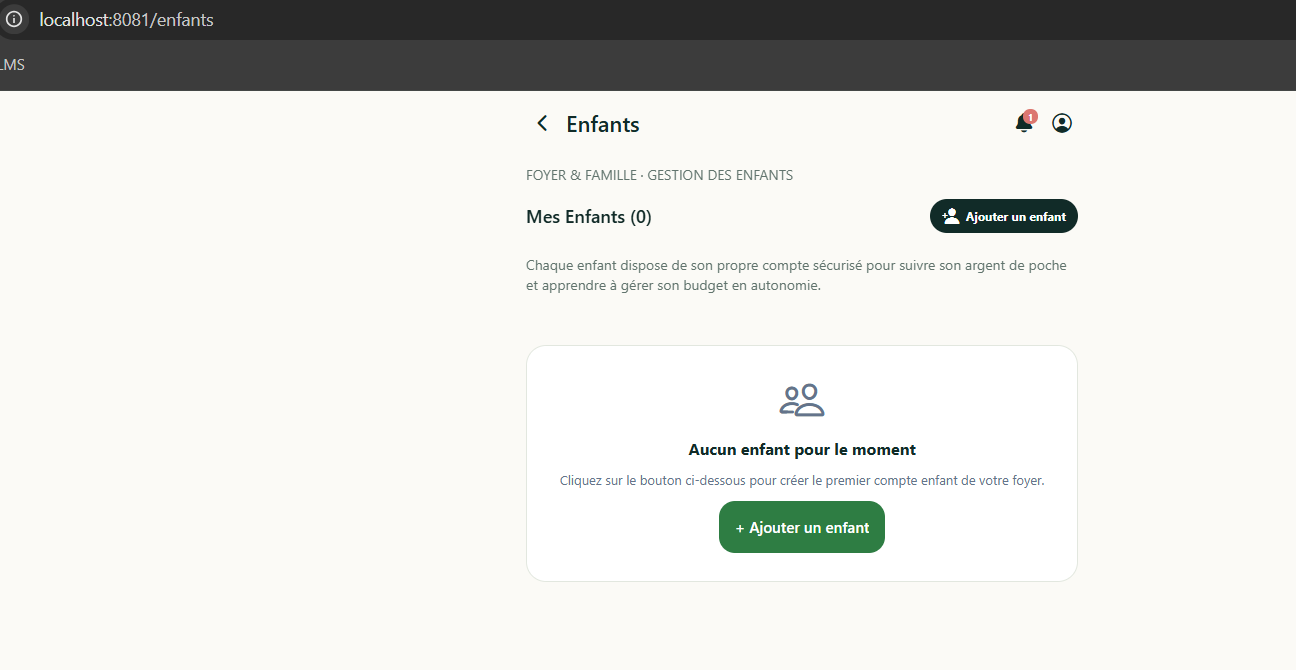 localhost:8081/enfants
LMS
Enfants
1
FOYER & FAMILLE · GESTION DES ENFANTS
Mes Enfants (0)
Ajouter un enfant
Chaque enfant dispose de son propre compte sécurisé pour suivre son argent de poche
et apprendre à gérer son budget en autonomie.
Aucun enfant pour le moment
Cliquez sur le bouton ci-dessous pour créer le premier compte enfant de votre foyer.
+ Ajouter un enfant